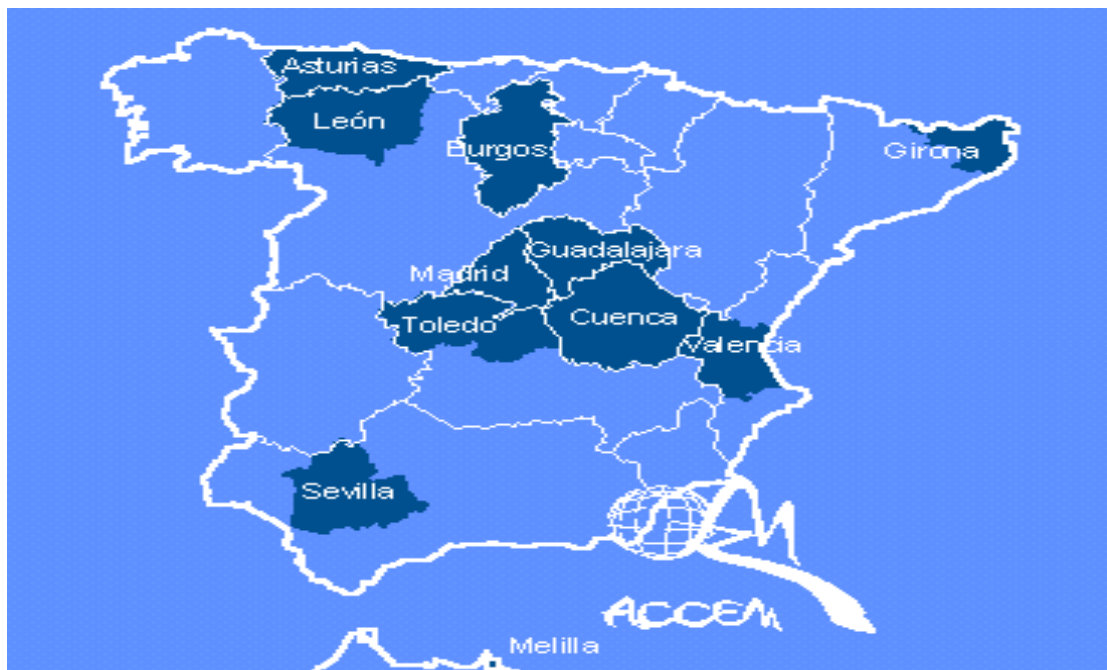 Asturias
León
Burgos
Girona
Guadalajara
Madrid
Cuenca
Toledo
Valencia
Sevilla
ACCEM
Melilla